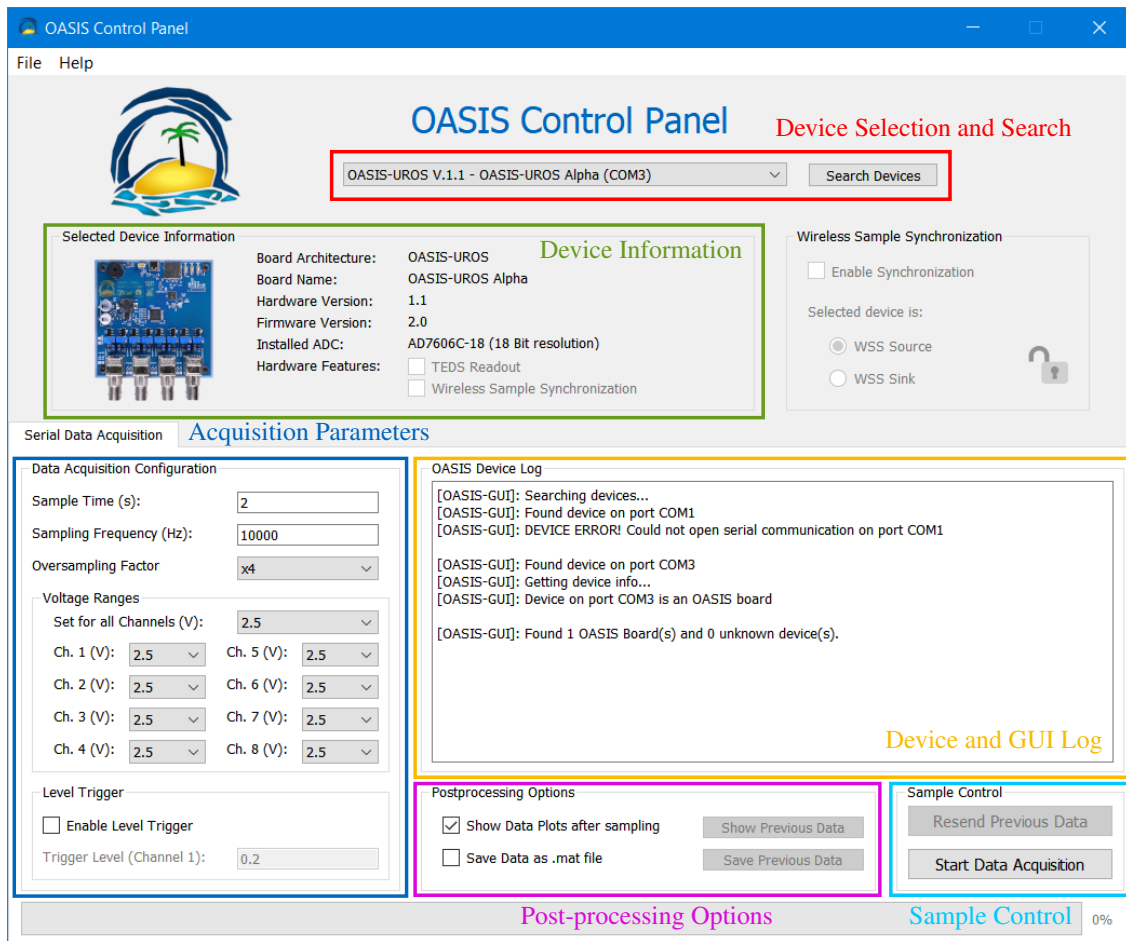 OASIS Control Panel
File Help
OASIS Control Panel
Device Selection and Search
OASIS-UROS V.1.1 - OASIS-UROS Alpha (COM3)
Search Devices
Selected Device Information
Device Information
Board Architecture: OASIS-UROS
Board Name: OASIS-UROS Alpha
Hardware Version: 1.1
Firmware Version: 2.0
Installed ADC: AD7606C-18 (18 Bit resolution)
Hardware Features: TEDS Readout
Wireless Sample Synchronization
Wireless Sample Synchronization
Enable Synchronization
Selected device is:
WSS Source
WSS Sink
Serial Data Acquisition
Acquisition Parameters
Data Acquisition Configuration
Sample Time (s): 2
Sampling Frequency (Hz): 10000
Oversampling Factor x4
Voltage Ranges
Set for all Channels (V): 2.5
Ch. 1 (V): 2.5 Ch. 5 (V): 2.5
Ch. 2 (V): 2.5 Ch. 6 (V): 2.5
Ch. 3 (V): 2.5 Ch. 7 (V): 2.5
Ch. 4 (V): 2.5 Ch. 8 (V): 2.5
Level Trigger
Enable Level Trigger
Trigger Level (Channel 1): 0.2
OASIS Device Log
[OASIS-GUI]: Searching devices...
[OASIS-GUI]: Found device on port COM1
[OASIS-GUI]: DEVICE ERROR! Could not open serial communication on port COM1
[OASIS-GUI]: Found device on port COM3
[OASIS-GUI]: Getting device info...
[OASIS-GUI]: Device on port COM3 is an OASIS board
[OASIS-GUI]: Found 1 OASIS Board(s) and 0 unknown device(s).
Device and GUI Log
Postprocessing Options
Show Data Plots after sampling
Show Previous Data
Save Data as .mat file
Save Previous Data
Post-processing Options
Sample Control
Resend Previous Data
Start Data Acquisition
Sample Control
0%